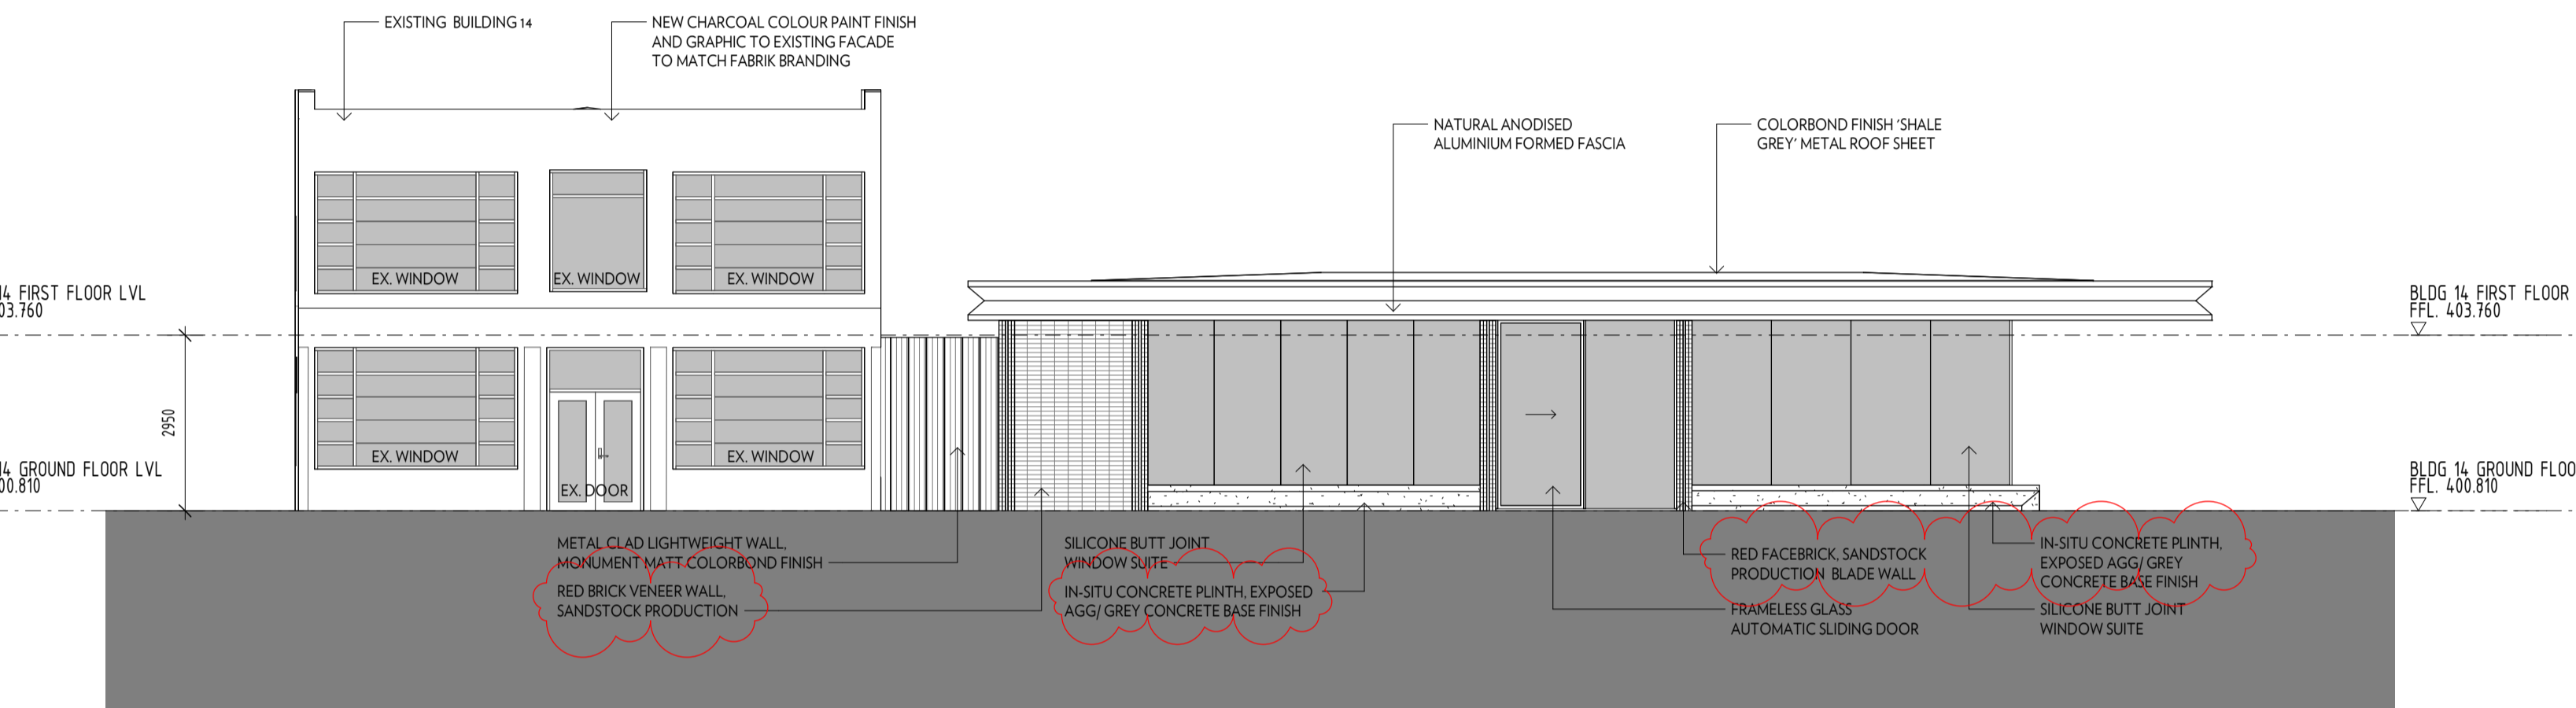 EXISTING BUILDING 14
NEW CHARCOAL COLOUR PAINT FINISH
AND GRAPHIC TO EXISTING FACADE
TO MATCH FABRIK BRANDING
NATURAL ANODISED
ALUMINIUM FORMED FASCIA
COLORBOND FINISH 'SHALE
GREY' METAL ROOF SHEET
EX. WINDOW
EX. WINDOW
EX. WINDOW
14 FIRST FLOOR LVL
03.760
BLDG 14 FIRST FLOOR
FFL. 403.760
2950
EX. WINDOW
EX. WINDOW
EX. DOOR
14 GROUND FLOOR LVL
00.810
BLDG 14 GROUND FLOO
FFL. 400.810
METAL CLAD LIGHTWEIGHT WALL,
MONUMENT MATT COLORBOND FINISH
RED BRICK VENEER WALL,
SANDSTOCK PRODUCTION
SILICONE BUTT JOINT
WINDOW SUITE
IN-SITU CONCRETE PLINTH, EXPOSED
AGG/ GREY CONCRETE BASE FINISH
RED FACEBRICK, SANDSTOCK
PRODUCTION BLADE WALL
FRAMELESS GLASS
AUTOMATIC SLIDING DOOR
IN-SITU CONCRETE PLINTH,
EXPOSED AGG/ GREY
CONCRETE BASE FINISH
SILICONE BUTT JOINT
WINDOW SUITE